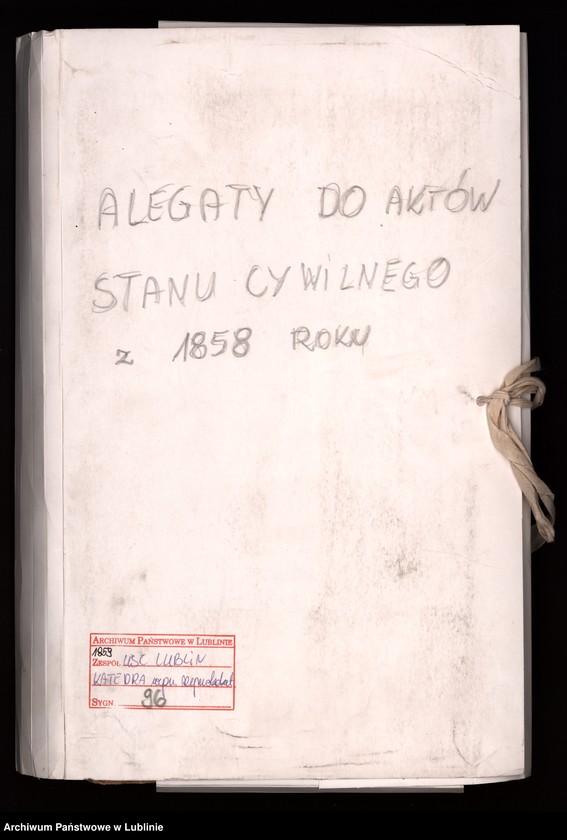 ALEGATY DO AKTÓW
STANU CYWILNEGO
z 1858 ROKU
ARCHIWUM PAŃSTWOWE W LUBLINIE
1859
ZESPÓŁ USC LUBLIN
KATEDRA
SYGN. 96
Archiwum Państwowe w Lublinie